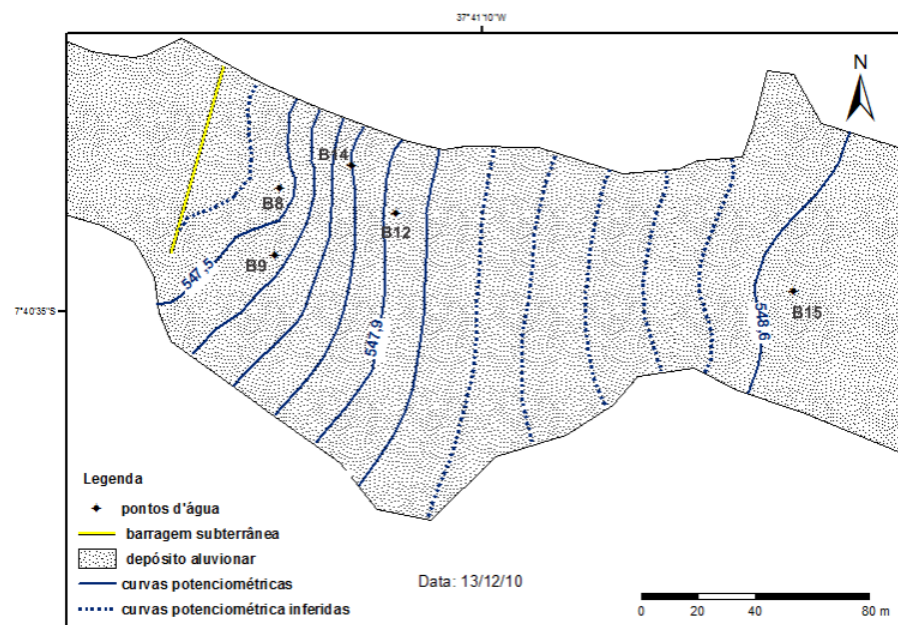 37°41'10"W
N
B14
B8
B12
B9
547,5
7°40'35"S
547,9
548,6
B15
Legenda
pontos d'água
barragem subterrânea
depósito aluvionar
curvas potenciométricas
curvas potenciométrica inferidas
Data: 13/12/10
0 20 40 80 m